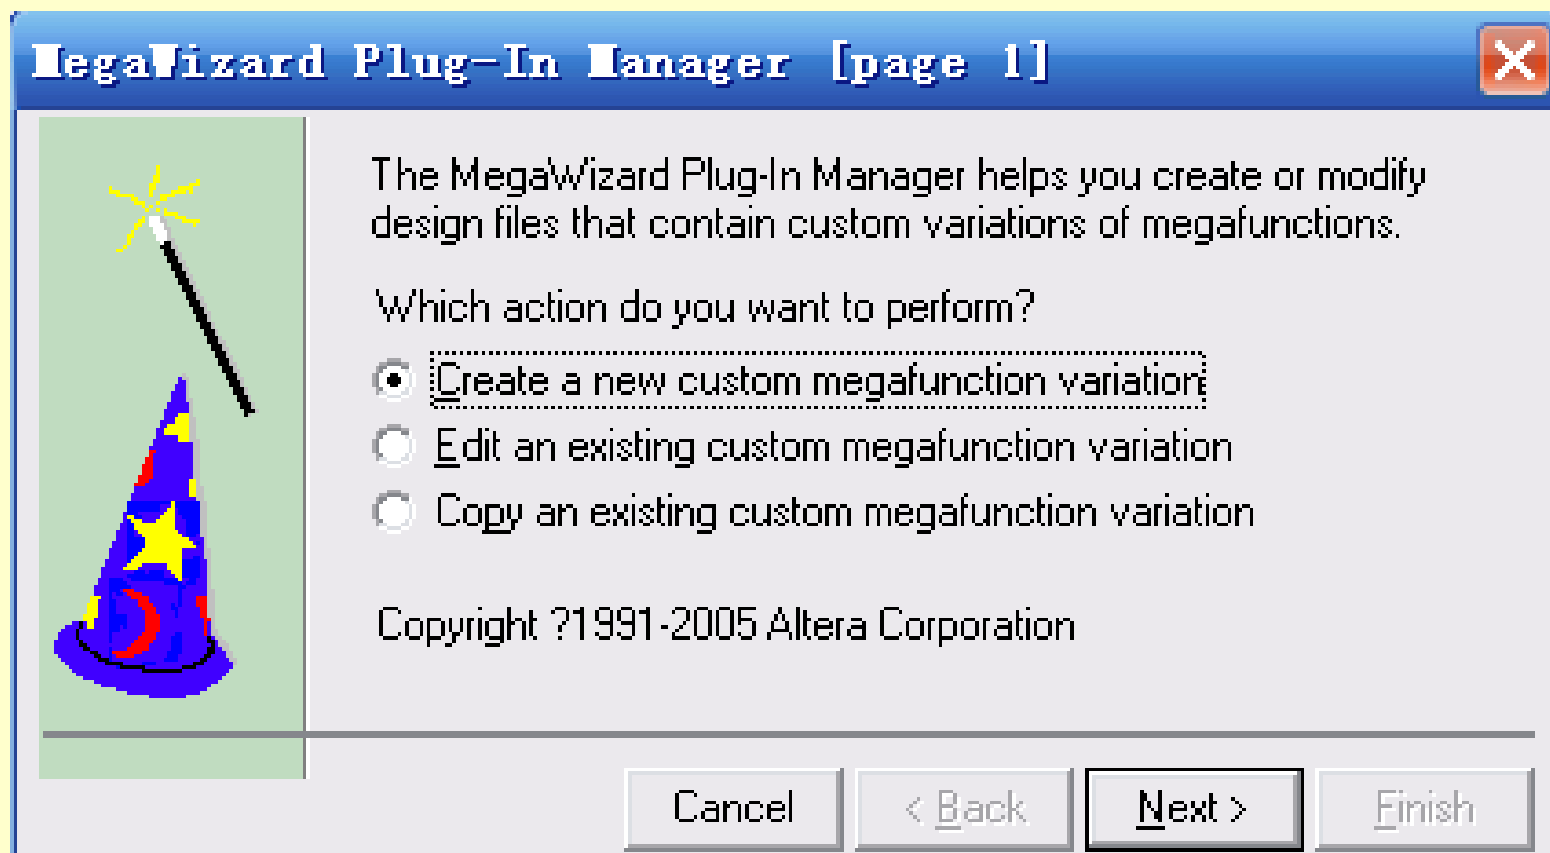 MegaWizard Plug-In Manager [page 1]
The MegaWizard Plug-In Manager helps you create or modify
design files that contain custom variations of megafunctions.
Which action do you want to perform?
Create a new custom megafunction variation
Edit an existing custom megafunction variation
Copy an existing custom megafunction variation
Copyright ?1991-2005 Altera Corporation
Cancel
< Back
Next >
Finish